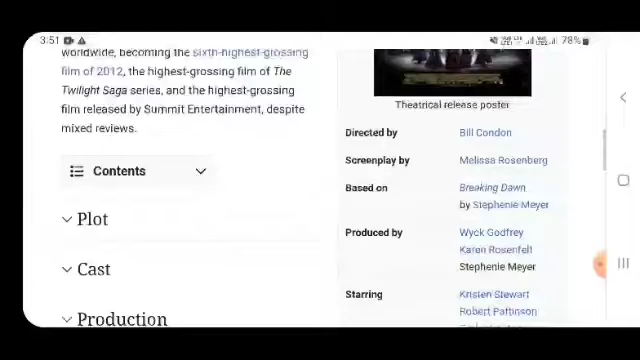 3:51
78%
worldwide, becoming the sixth-highest-grossing
film of 2012, the highest-grossing film of The
Twilight Saga series, and the highest-grossing
film released by Summit Entertainment, despite
mixed reviews.
Contents
Plot
Cast
Production
Theatrical release poster
Directed by Bill Condon
Screenplay by Melissa Rosenberg
Based on Breaking Dawn
by Stephenie Meyer
Produced by Wyck Godfrey
Karen Rosenfelt
Stephenie Meyer
Starring Kristen Stewart
Robert Pattinson